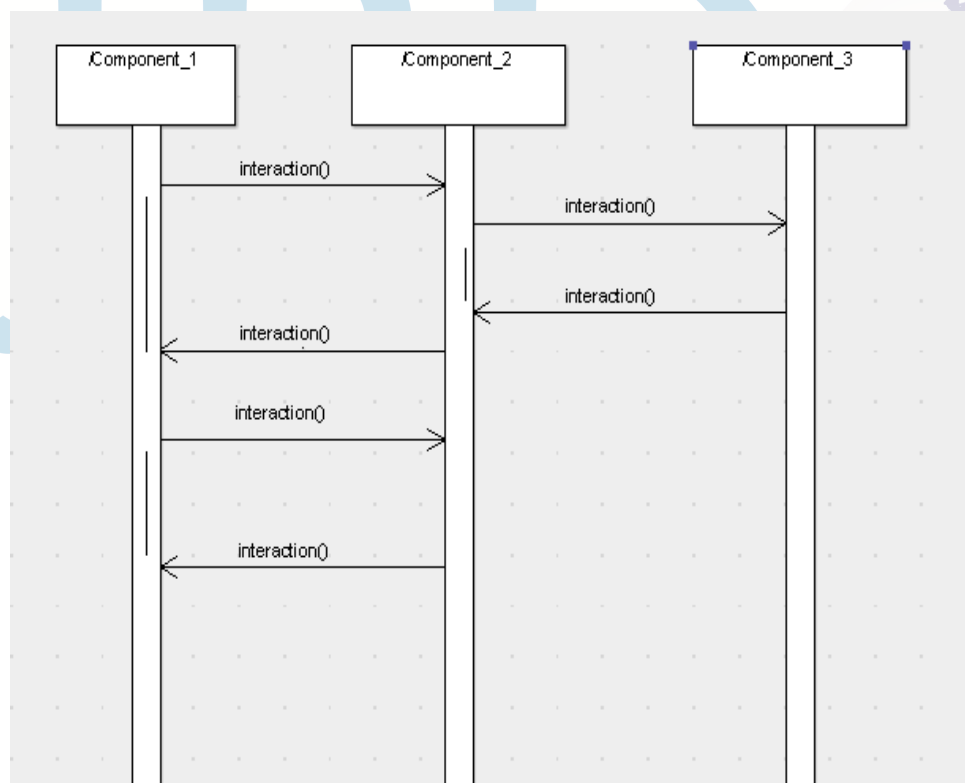 /Component_1
/Component_2
/Component_3
interaction()
interaction()
interaction()
interaction()
interaction()
interaction()